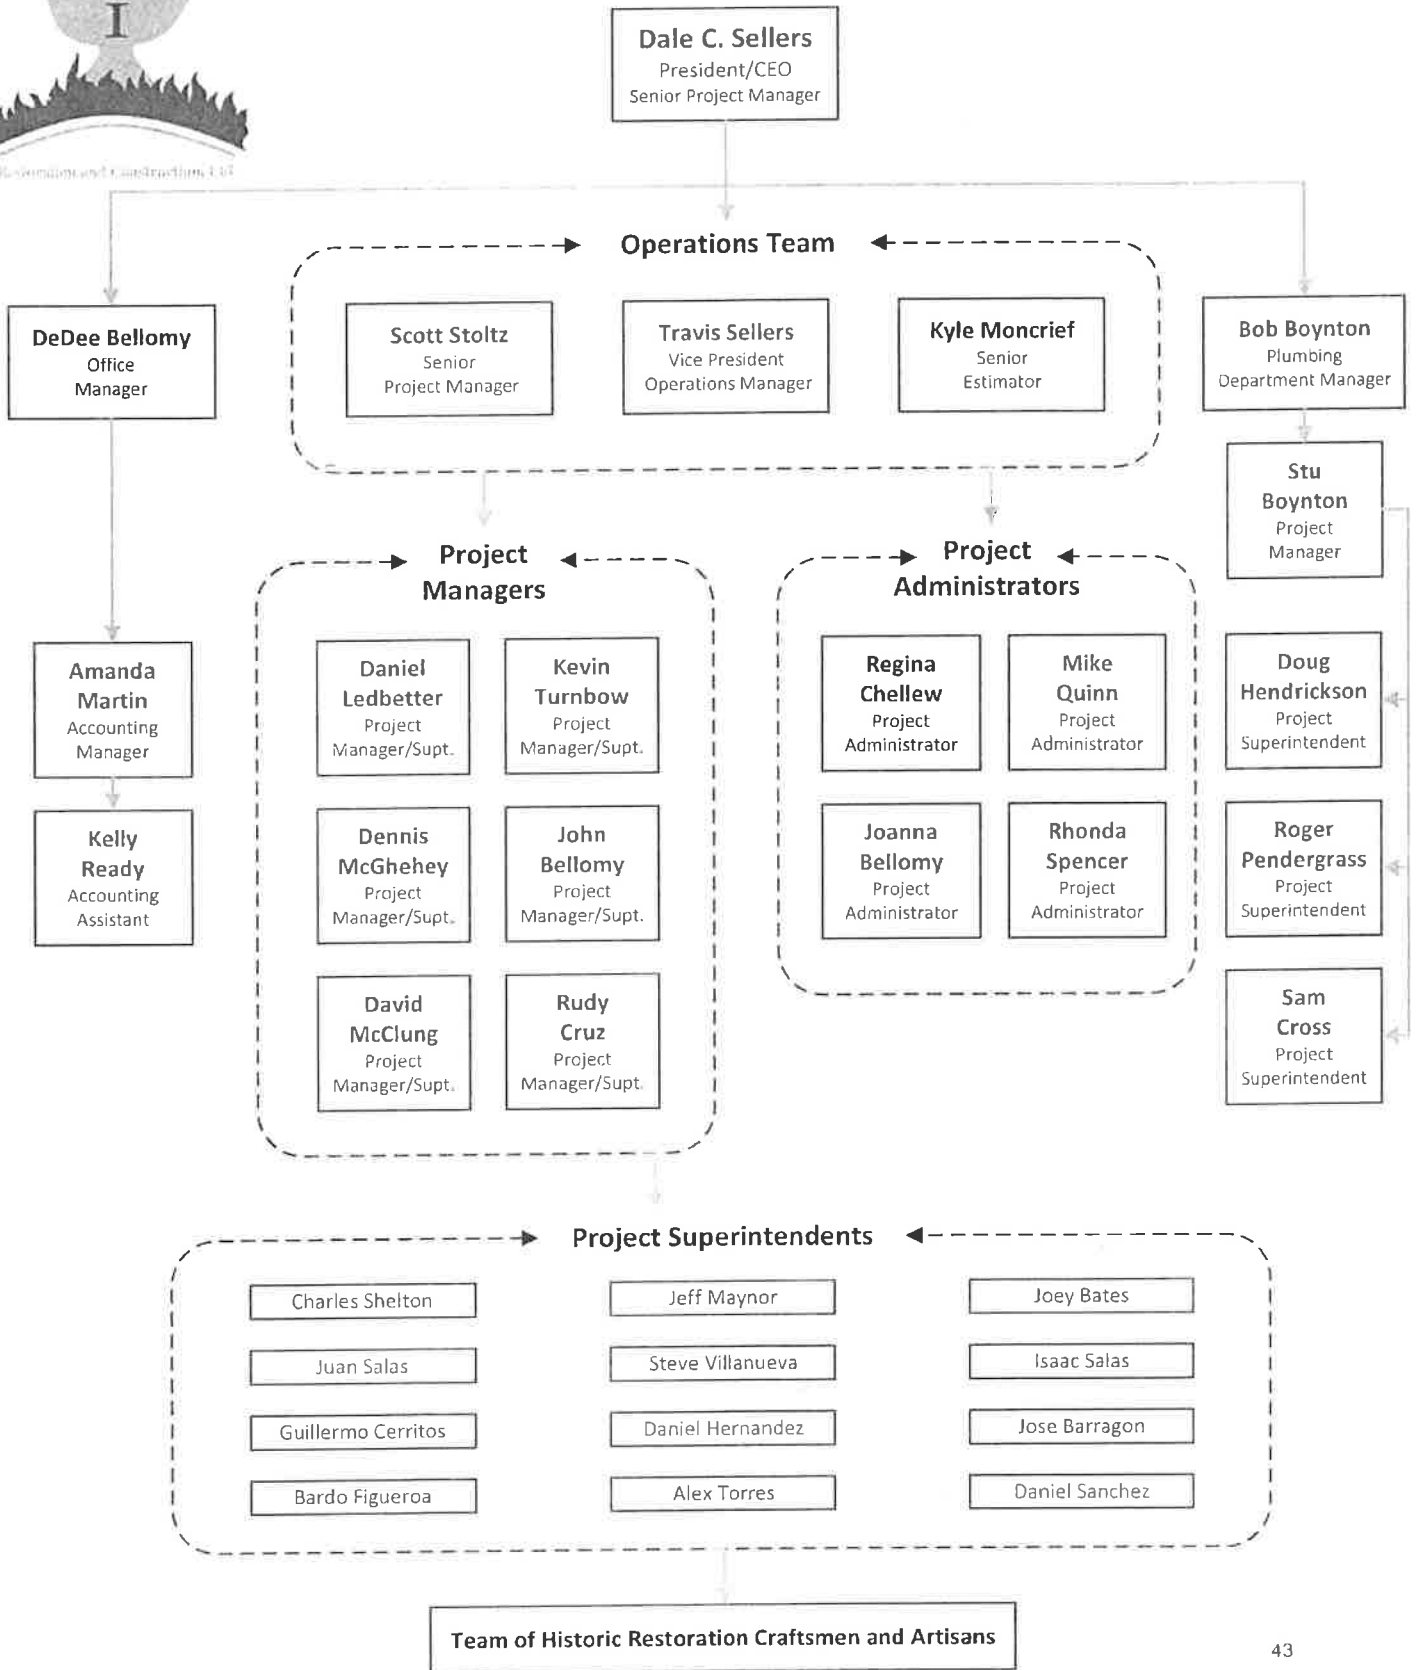 I
Restoration and Construction Ltd
Dale C. Sellers
President/CEO
Senior Project Manager
Operations Team
DeDee Bellomy
Office
Manager
Scott Stoltz
Senior
Project Manager
Travis Sellers
Vice President
Operations Manager
Kyle Moncrief
Senior
Estimator
Bob Boynton
Plumbing
Department Manager
Stu
Boynton
Project
Manager
Project
Managers
Project
Administrators
Amanda
Martin
Accounting
Manager
Daniel
Ledbetter
Project
Manager/Supt.
Kevin
Turnbow
Project
Manager/Supt.
Regina
Chellew
Project
Administrator
Mike
Quinn
Project
Administrator
Doug
Hendrickson
Project
Superintendent
Kelly
Ready
Accounting
Assistant
Dennis
McGhehey
Project
Manager/Supt.
John
Bellomy
Project
Manager/Supt.
Joanna
Bellomy
Project
Administrator
Rhonda
Spencer
Project
Administrator
Roger
Pendergrass
Project
Superintendent
David
McClung
Project
Manager/Supt.
Rudy
Cruz
Project
Manager/Supt.
Sam
Cross
Project
Superintendent
Project Superintendents
Charles Shelton
Jeff Maynor
Joey Bates
Juan Salas
Steve Villanueva
Isaac Salas
Guillermo Cerritos
Daniel Hernandez
Jose Barragon
Bardo Figueroa
Alex Torres
Daniel Sanchez
Team of Historic Restoration Craftsmen and Artisans
43